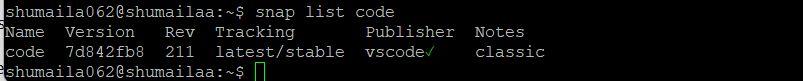 shumaila062@shumailaa:~$ snap list code
Name  Version   Rev  Tracking       Publisher  Notes
code  7d842fb8  211  latest/stable  vscode✓    classic
shumaila062@shumailaa:~$